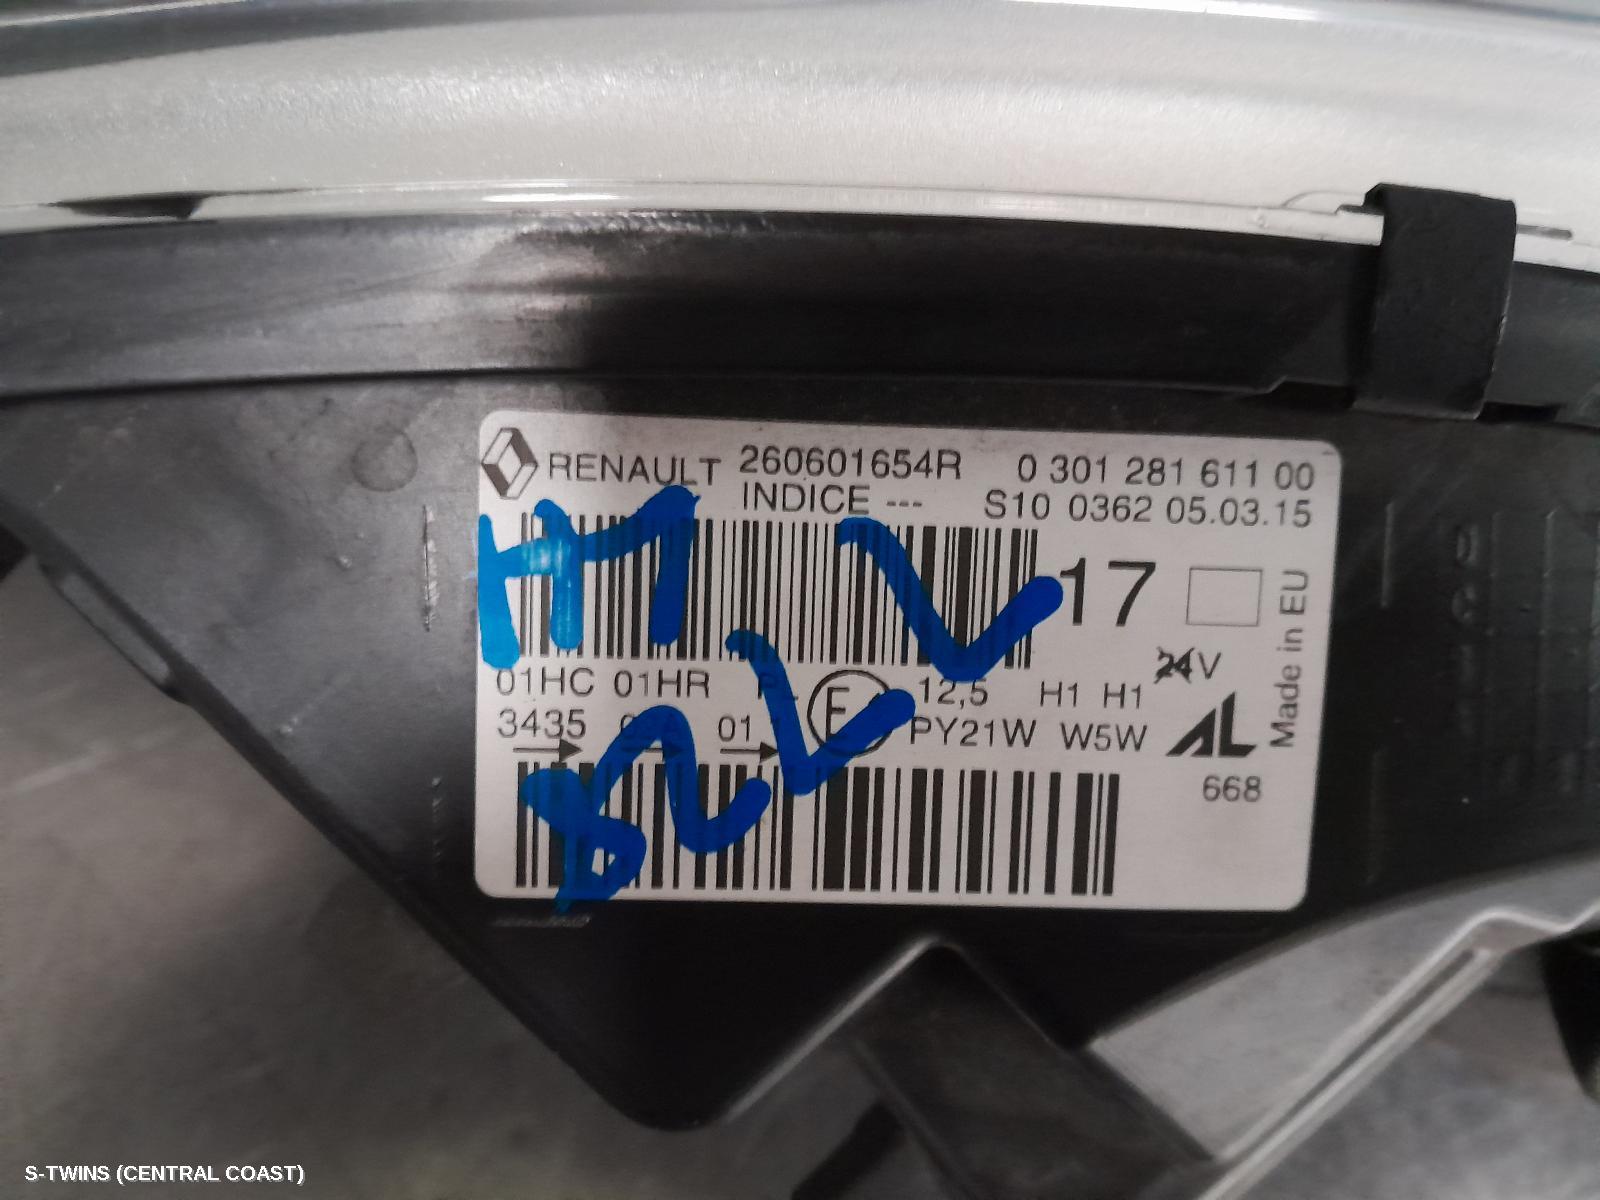 RENAULT 260601654R 0 301 281 611 00
INDICE --- S10 0362 05.03.15
17
Made in EU
24V
01HC 01HR 12,5 H1 H1
3435 01 PY21W W5W
AL
668
S-TWINS (CENTRAL COAST)